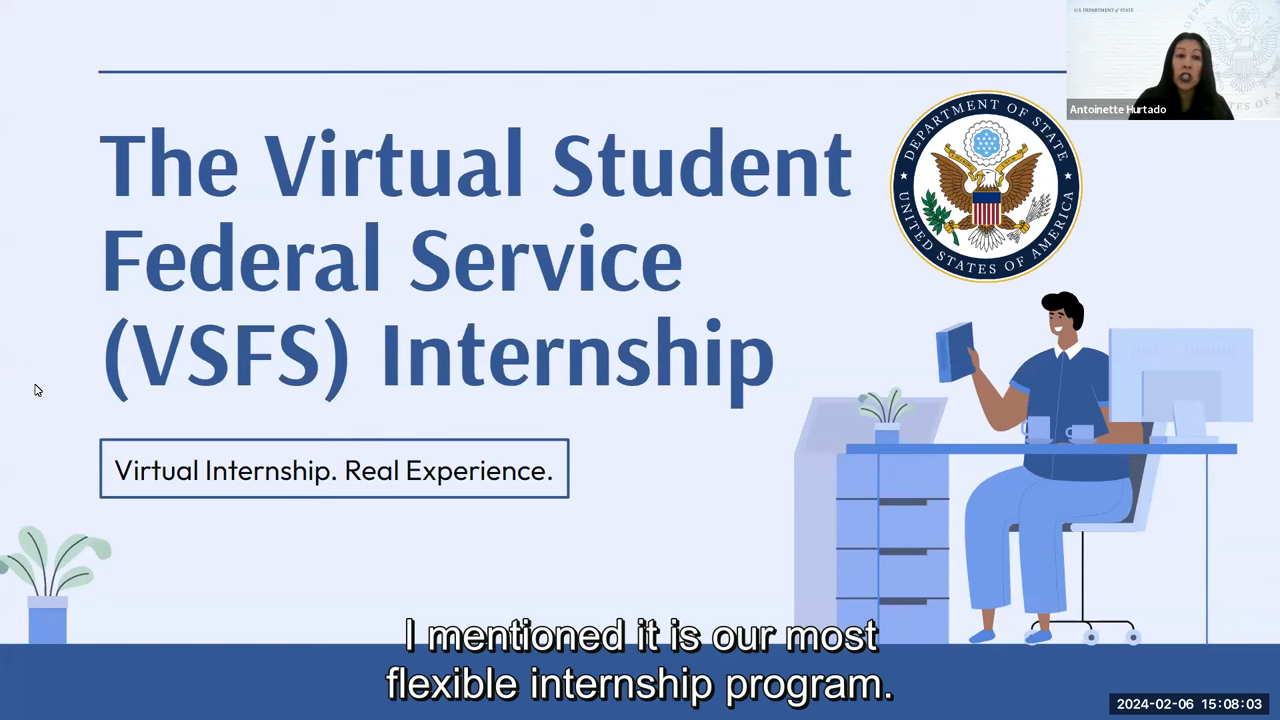 U.S. DEPARTMENT of STATE
Antoinette Hurtado
The Virtual Student
Federal Service
(VSFS) Internship
DEPARTMENT OF STATE
UNITED STATES OF AMERICA
Virtual Internship. Real Experience.
I mentioned it is our most
flexible internship program.
2024-02-06 15:08:03